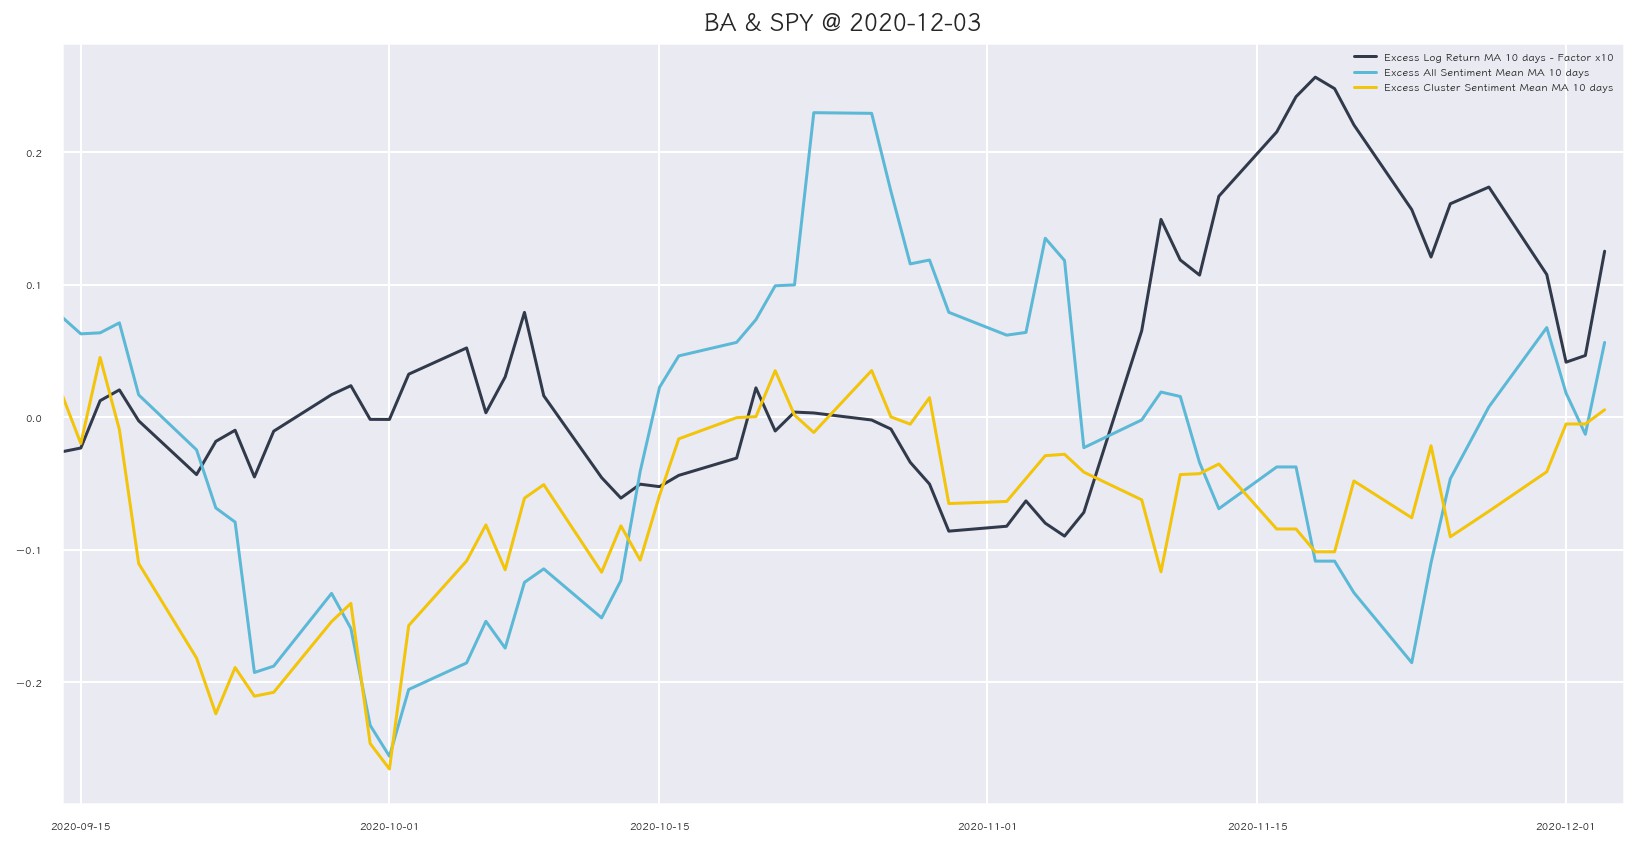 BA & SPY @ 2020-12-03
Excess Log Return MA 10 days - Factor x10
Excess All Sentiment Mean MA 10 days
Excess Cluster Sentiment Mean MA 10 days
0.2
0.1
0.0
−0.1
−0.2
2020-09-15 2020-10-01 2020-10-15 2020-11-01 2020-11-15 2020-12-01